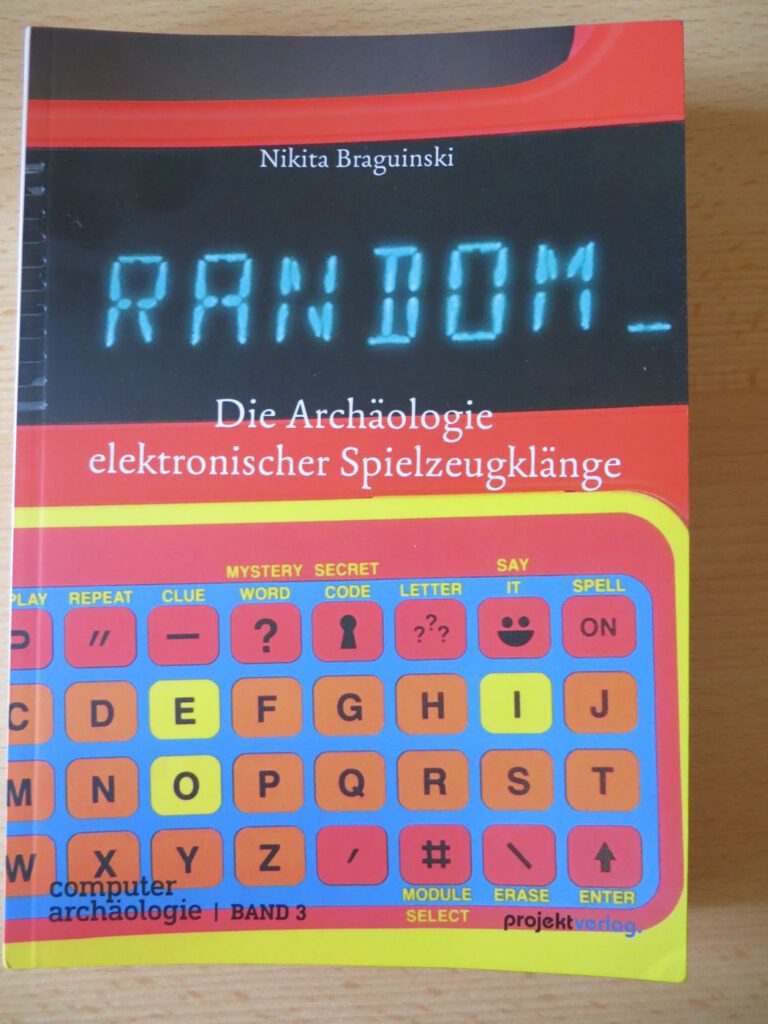 Nikita Braguinski
RANDOM_
Die Archäologie
elektronischer Spielzeugklänge
MYSTERY SECRET SAY
PLAY REPEAT CLUE WORD CODE LETTER IT SPELL
" — ? ??? ON
C D E F G H I J
M N O P Q R S T
W X Y Z ' # \
MODULE ERASE ENTER
SELECT
computer
archäologie | BAND 3
projektverlag.